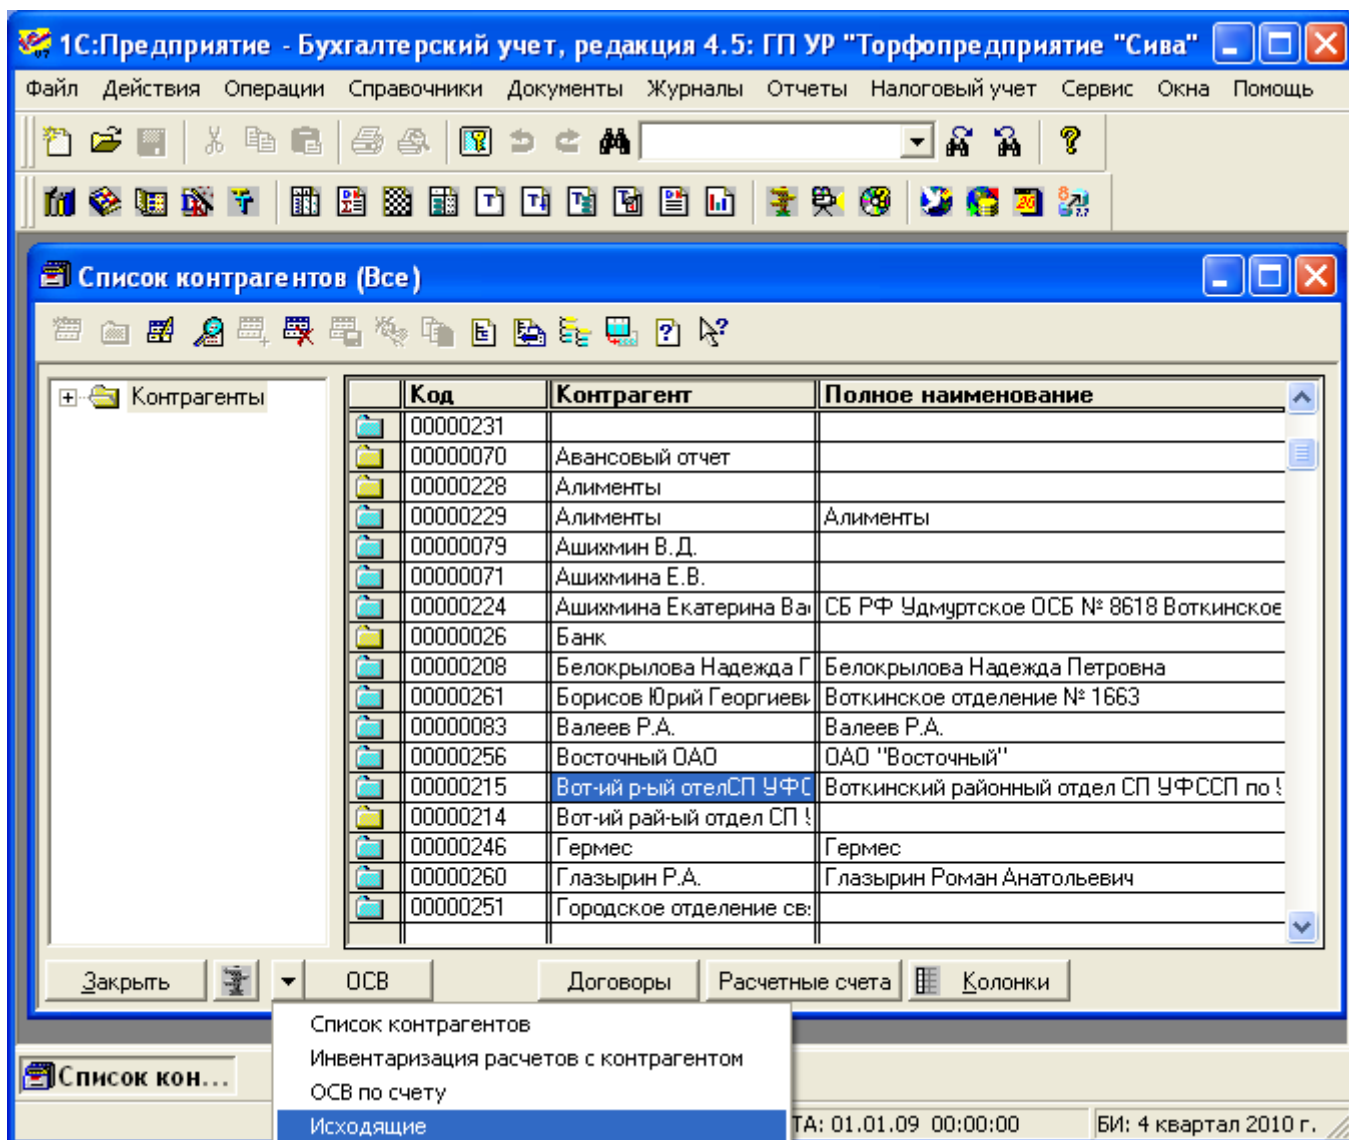 1С:Предприятие - Бухгалтерский учет, редакция 4.5: ГП УР "Торфопредприятие "Сива"
Файл Действия Операции Справочники Документы Журналы Отчеты Налоговый учет Сервис Окна Помощь
Список контрагентов (Все)
Контрагенты
Код Контрагент Полное наименование
00000231
00000070 Авансовый отчет
00000228 Алименты
00000229 Алименты Алименты
00000079 Ашихмин В.Д.
00000071 Ашихмина Е.В.
00000224 Ашихмина Екатерина Ва СБ РФ Удмуртское ОСБ № 8618 Воткинское
00000026 Банк
00000208 Белокрылова Надежда П Белокрылова Надежда Петровна
00000261 Борисов Юрий Георгиеви Воткинское отделение № 1663
00000083 Валеев Р.А. Валеев Р.А.
00000256 Восточный ОАО ОАО "Восточный"
00000215 Вот-ий р-ый отелСП УФС Воткинский районный отдел СП УФССП по
00000214 Вот-ий рай-ый отдел СП
00000246 Гермес Гермес
00000260 Глазырин Р.А. Глазырин Роман Анатольевич
00000251 Городское отделение свя
Закрыть ОСВ Договоры Расчетные счета Колонки
Список контрагентов
Инвентаризация расчетов с контрагентом
ОСВ по счету
Исходящие
Список кон...
ТА: 01.01.09 00:00:00 БИ: 4 квартал 2010 г.